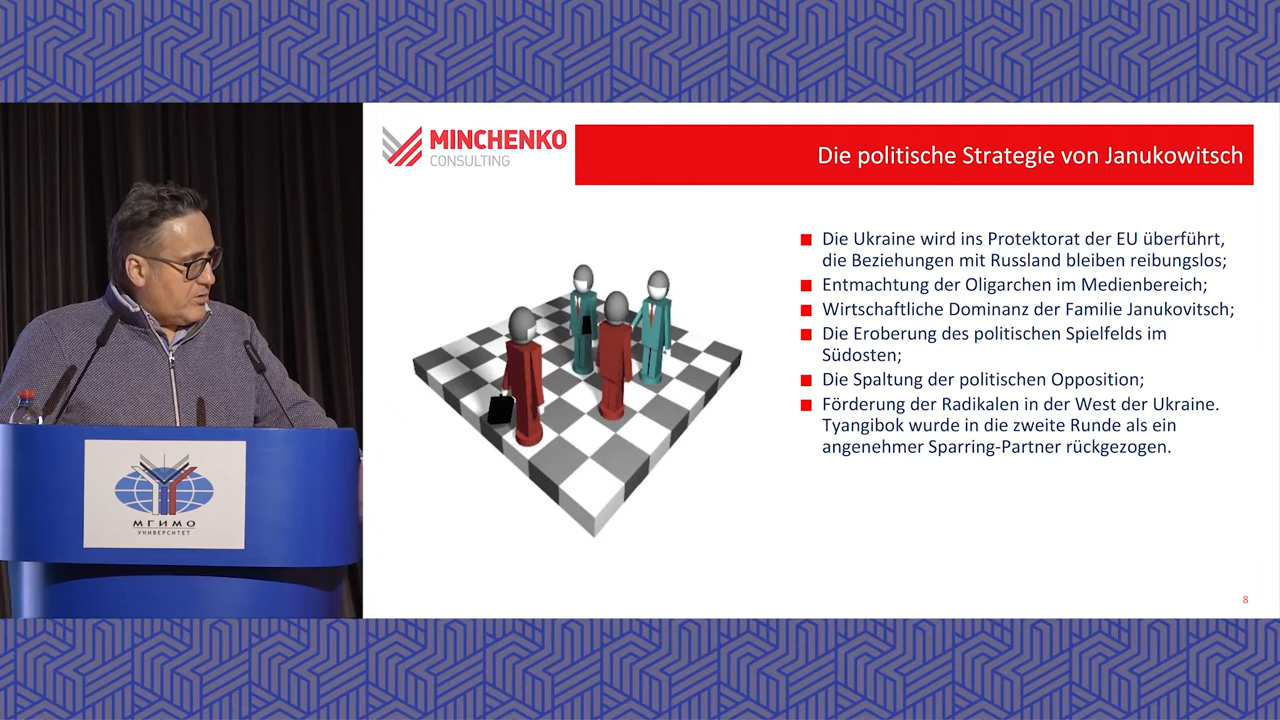 MINCHENKO
CONSULTING
Die politische Strategie von Janukowitsch
Die Ukraine wird ins Protektorat der EU überführt,
die Beziehungen mit Russland bleiben reibungslos;
Entmachtung der Oligarchen im Medienbereich;
Wirtschaftliche Dominanz der Familie Janukovitsch;
Die Eroberung des politischen Spielfelds im
Südosten;
Die Spaltung der politischen Opposition;
Förderung der Radikalen in der West der Ukraine.
Tyangibok wurde in die zweite Runde als ein
angenehmer Sparring-Partner rückgezogen.
8
МГИМО
УНИВЕРСИТЕТ